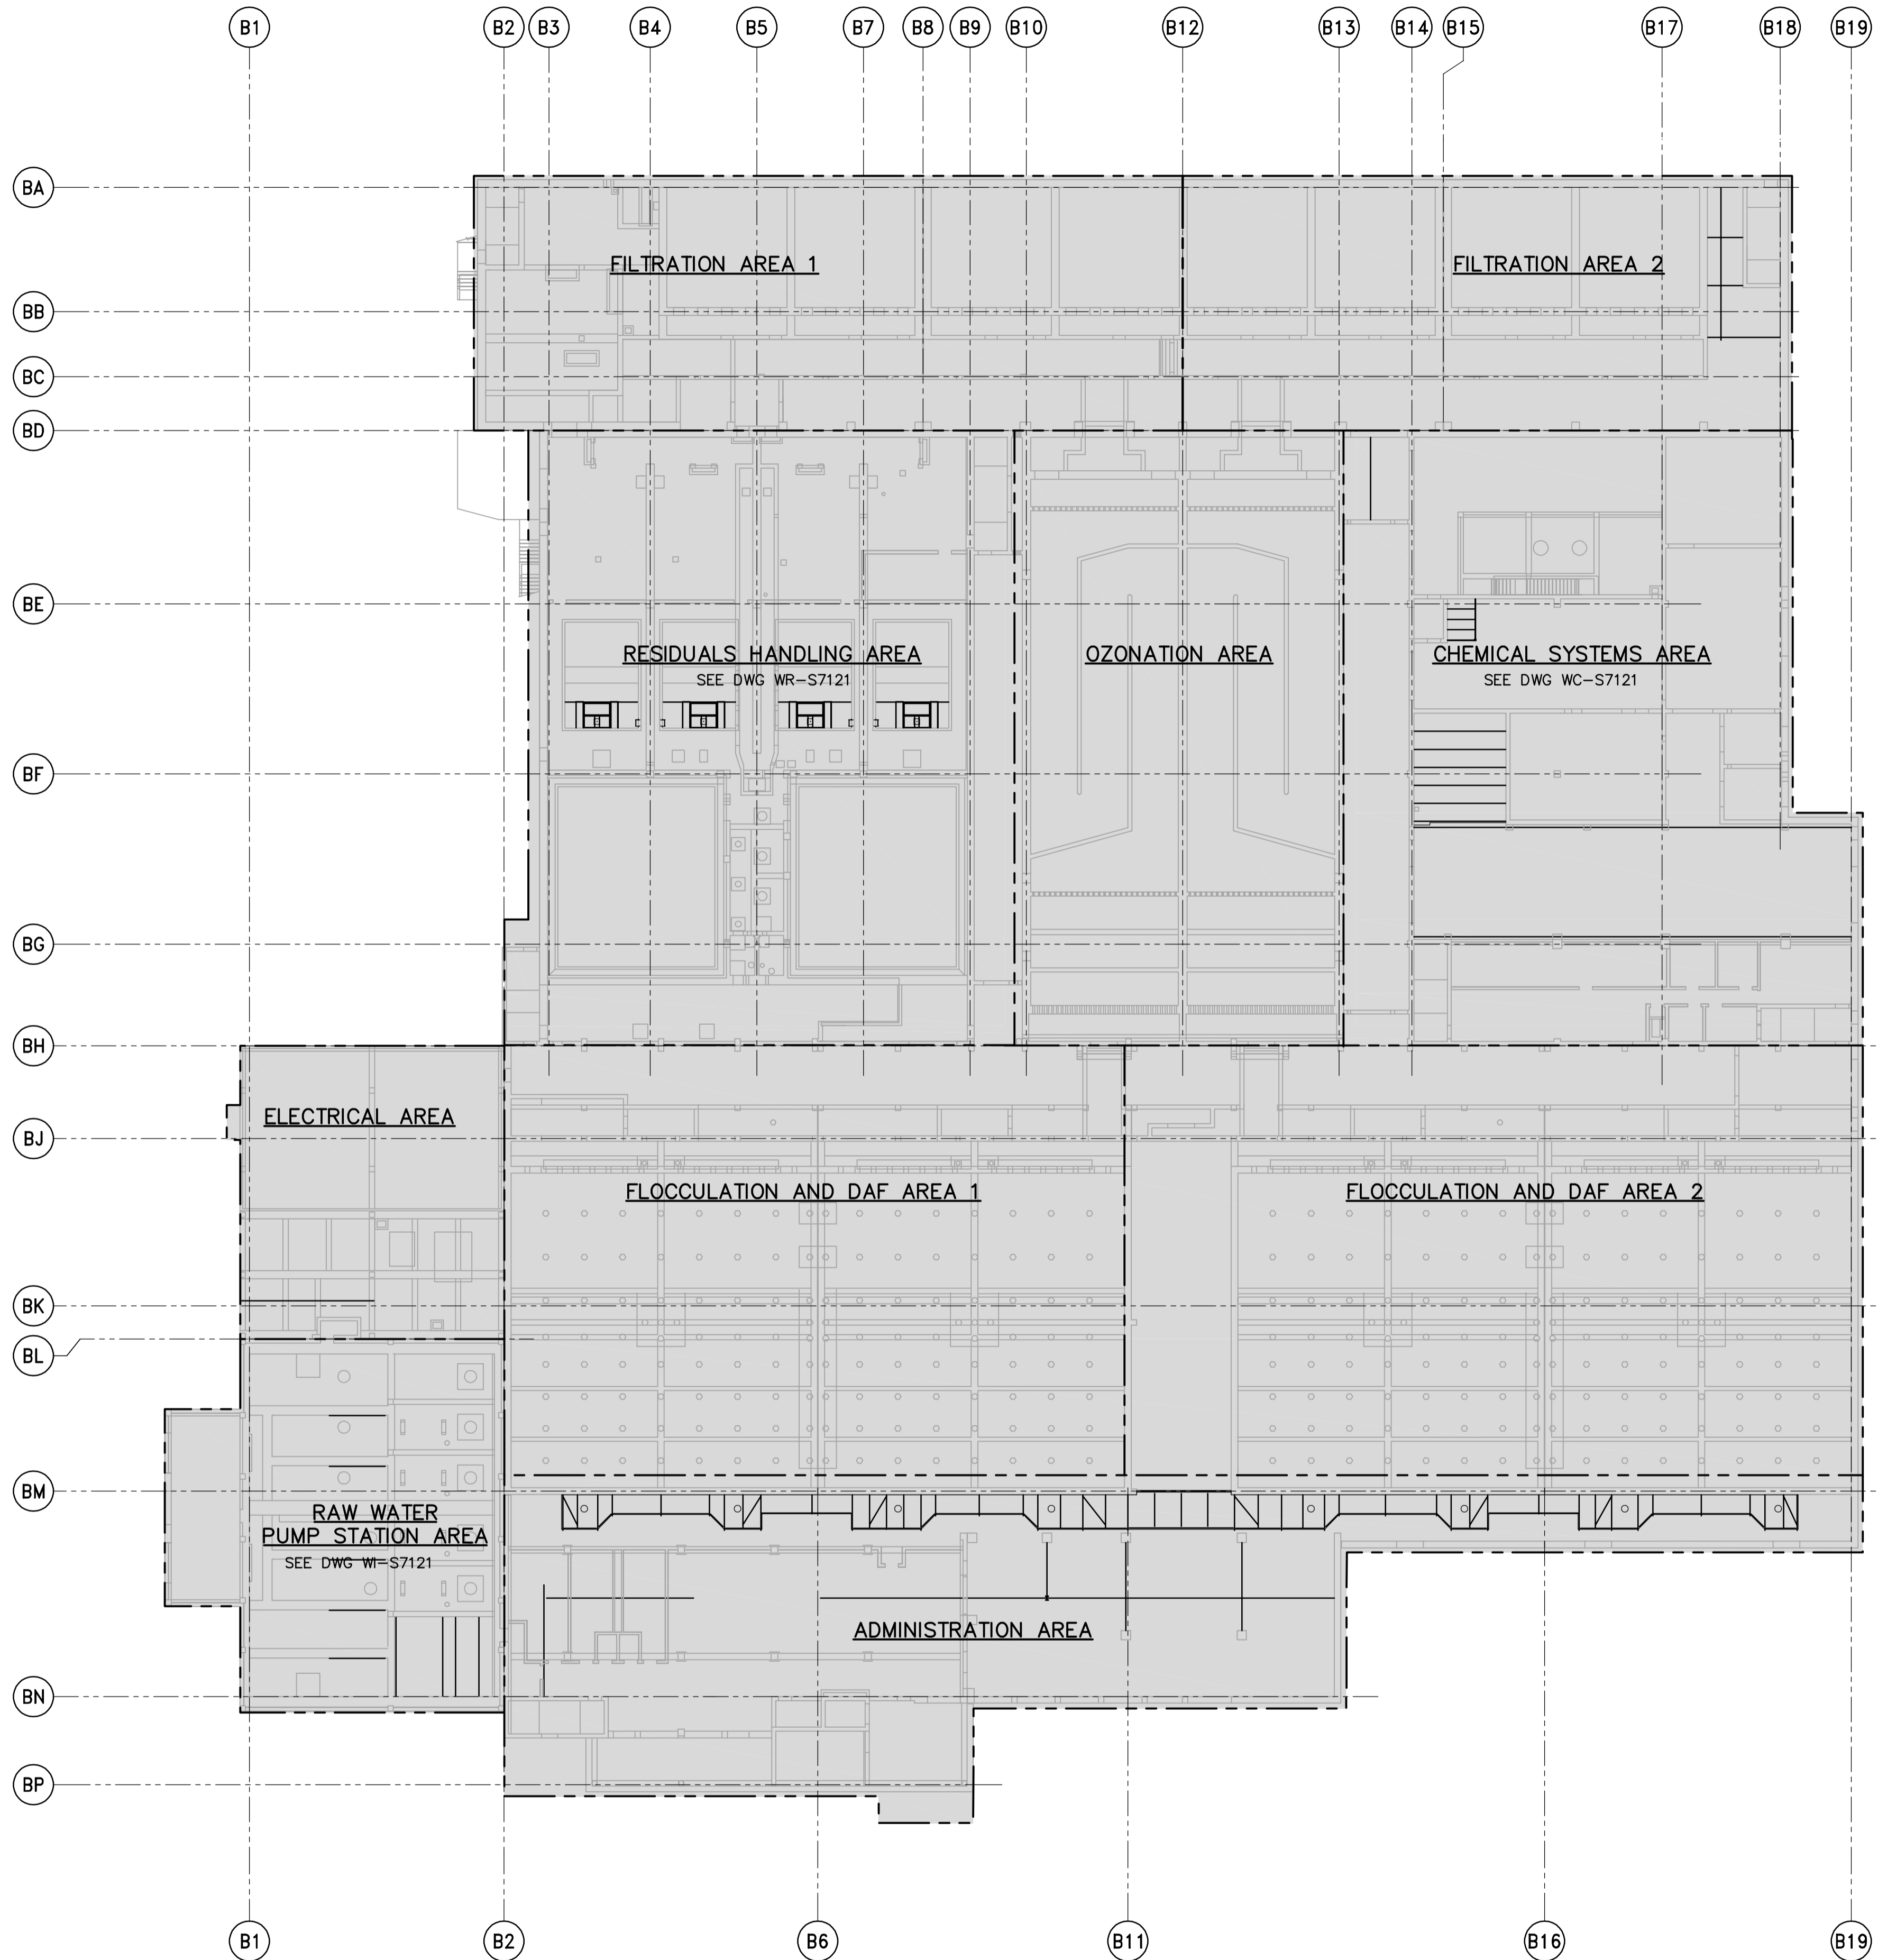 B1 B2 B3 B4 B5 B7 B8 B9 B10 B12 B13 B14 B15 B17 B18 B19
BA
FILTRATION AREA 1 FILTRATION AREA 2
BB
BC
BD
BE
RESIDUALS HANDLING AREA OZONATION AREA CHEMICAL SYSTEMS AREA
SEE DWG WR-S7121 SEE DWG WC-S7121
BF
BG
BH
ELECTRICAL AREA
BJ
FLOCCULATION AND DAF AREA 1 FLOCCULATION AND DAF AREA 2
BK
BL
BM
RAW WATER
PUMP STATION AREA
SEE DWG WI-S7121
ADMINISTRATION AREA
BN
BP
B1 B2 B6 B11 B16 B19